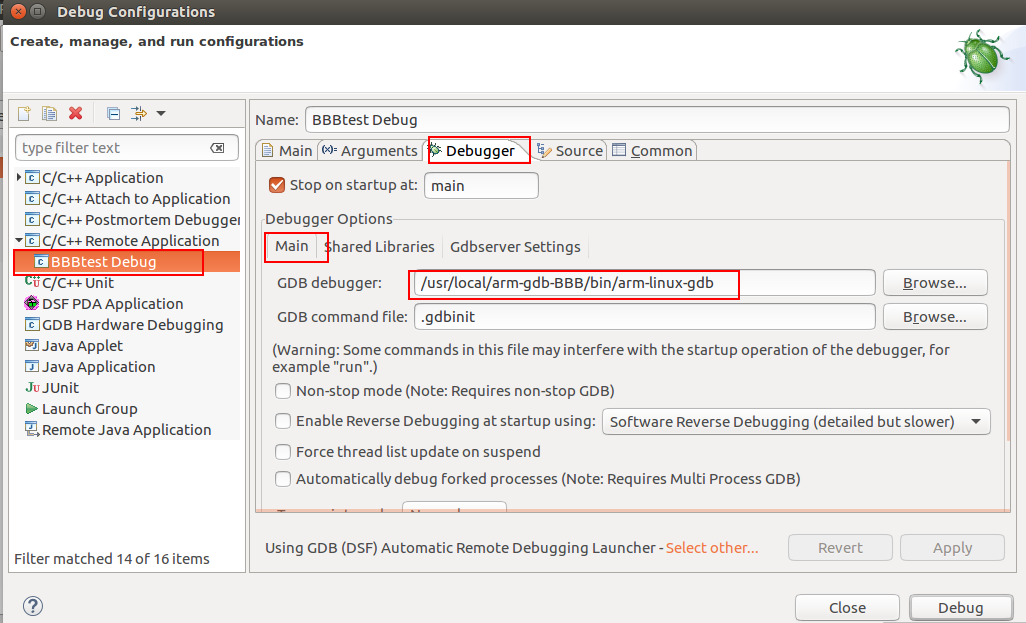 Debug Configurations
Create, manage, and run configurations
type filter text
C/C++ Application
C/C++ Attach to Application
C/C++ Postmortem Debugger
C/C++ Remote Application
BBBtest Debug
C/C++ Unit
DSF PDA Application
GDB Hardware Debugging
Java Applet
Java Application
JUnit
Launch Group
Remote Java Application
Filter matched 14 of 16 items
Name: BBBtest Debug
Main Arguments Debugger Source Common
Stop on startup at: main
Debugger Options
Main Shared Libraries Gdbserver Settings
GDB debugger: /usr/local/arm-gdb-BBB/bin/arm-linux-gdb Browse...
GDB command file: .gdbinit Browse...
(Warning: Some commands in this file may interfere with the startup operation of the debugger, for
example "run".)
Non-stop mode (Note: Requires non-stop GDB)
Enable Reverse Debugging at startup using: Software Reverse Debugging (detailed but slower)
Force thread list update on suspend
Automatically debug forked processes (Note: Requires Multi Process GDB)
Using GDB (DSF) Automatic Remote Debugging Launcher - Select other... Revert Apply
? Close Debug